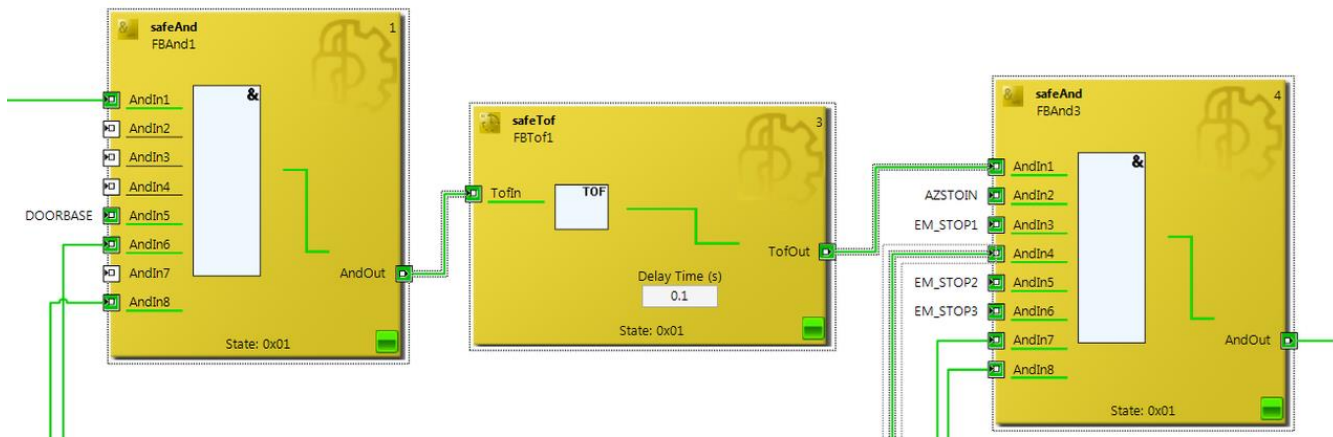 safeAnd 1
FBAnd1
&
AndIn1
AndIn2
AndIn3
AndIn4
DOORBASE AndIn5
AndIn6
AndIn7
AndIn8
AndOut
State: 0x01
safeTof 3
FBTof1
TofIn
TOF
TofOut
Delay Time (s)
0.1
State: 0x01
safeAnd 4
FBAnd3
&
AndIn1
AZSTOIN AndIn2
EM_STOP1 AndIn3
AndIn4
EM_STOP2 AndIn5
EM_STOP3 AndIn6
AndIn7
AndIn8
AndOut
State: 0x01